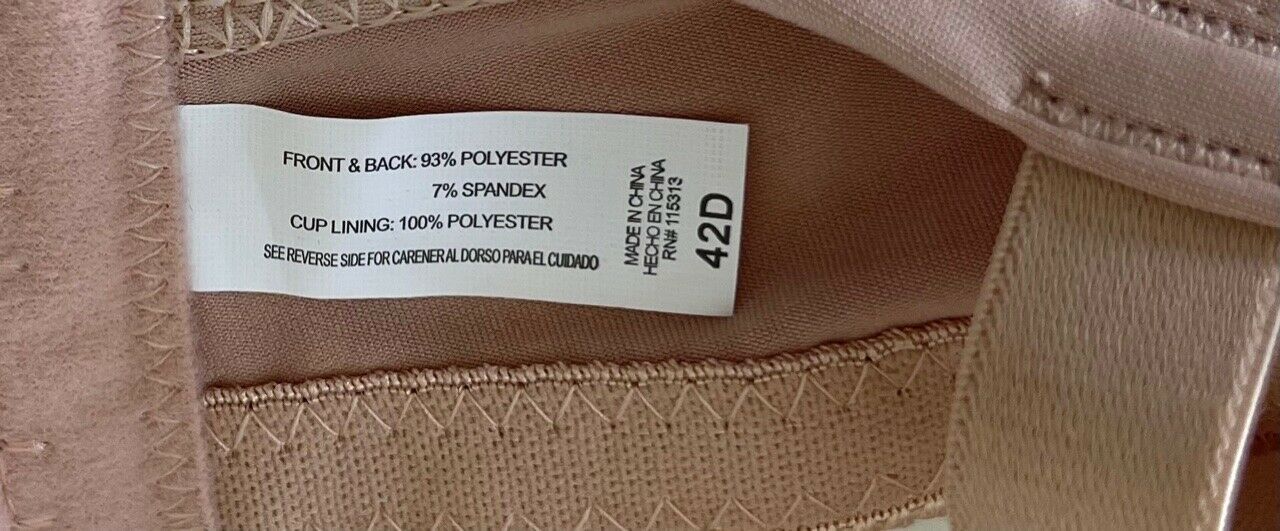 FRONT & BACK: 93% POLYESTER
7% SPANDEX
CUP LINING: 100% POLYESTER
SEE REVERSE SIDE FOR CARENER AL DORSO PARA EL CUIDADO
MADE IN CHINA
HECHO EN CHINA
RN# 115313
42D